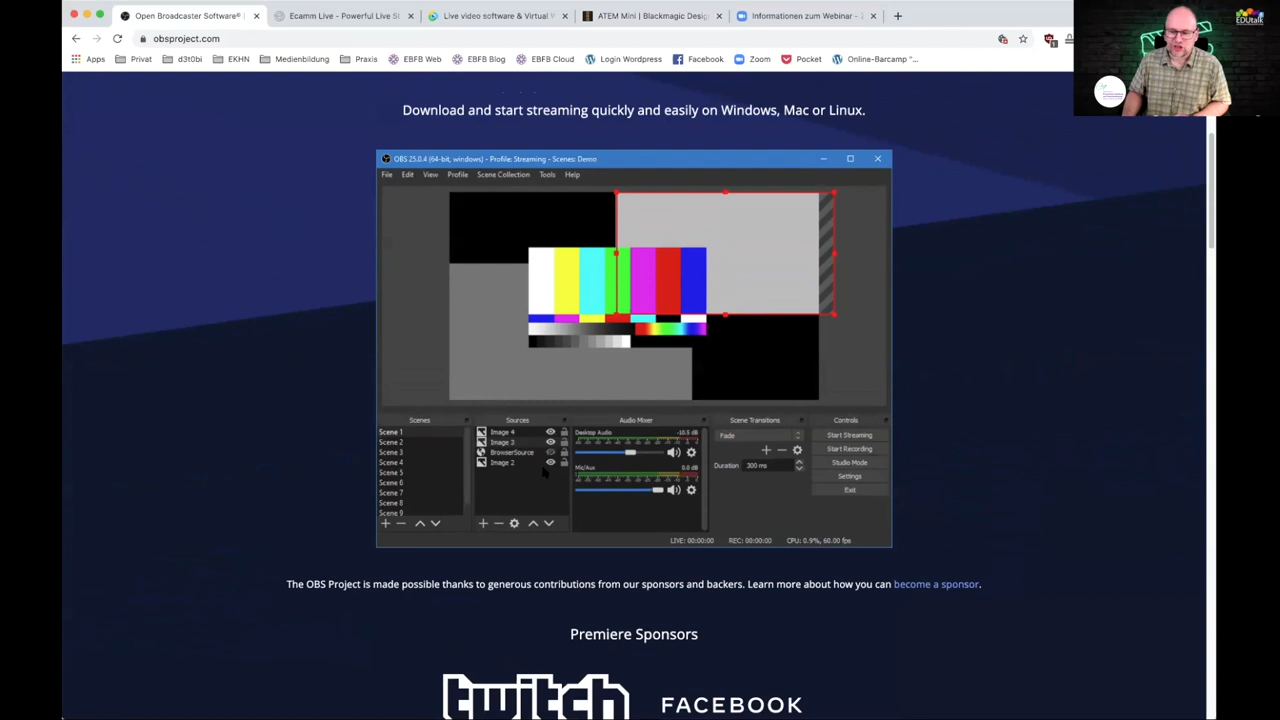 Open Broadcaster Software®
Ecamm Live - Powerful Live St
Live video software & Virtual W
ATEM Mini | Blackmagic Desig
Informationen zum Webinar -
obsproject.com
Apps
Privat
d3t0bi
EKHN
Medienbildung
Praxis
EBFB Web
EBFB Blog
EBFB Cloud
Login Wordpress
Facebook
Zoom
Pocket
Online-Barcamp "...
EDUtalk
Download and start streaming quickly and easily on Windows, Mac or Linux.
OBS 25.0.4 (64-bit, windows) - Profile: Streaming - Scenes: Demo
File Edit View Profile Scene Collection Tools Help
Scenes
Scene 1
Scene 2
Scene 3
Scene 4
Scene 5
Scene 6
Scene 7
Scene 8
Scene 9
Sources
Image 4
Image 3
BrowserSource
Image 2
Audio Mixer
Desktop Audio -10.5 dB
Mic/Aux 0.0 dB
Scene Transitions
Fade
Duration 300 ms
Controls
Start Streaming
Start Recording
Studio Mode
Settings
Exit
LIVE: 00:00:00 REC: 00:00:00 CPU: 0.9%, 60.00 fps
The OBS Project is made possible thanks to generous contributions from our sponsors and backers. Learn more about how you can become a sponsor.
Premiere Sponsors
twitch FACEBOOK